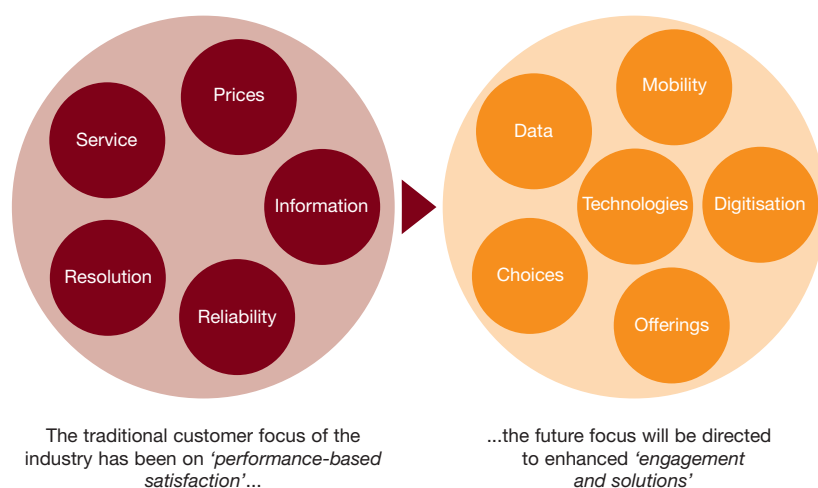 Prices
Service
Information
Resolution
Reliability
Mobility
Data
Technologies
Digitisation
Choices
Offerings
The traditional customer focus of the
industry has been on ‘performance-based
satisfaction’...
...the future focus will be directed
to enhanced ‘engagement
and solutions’